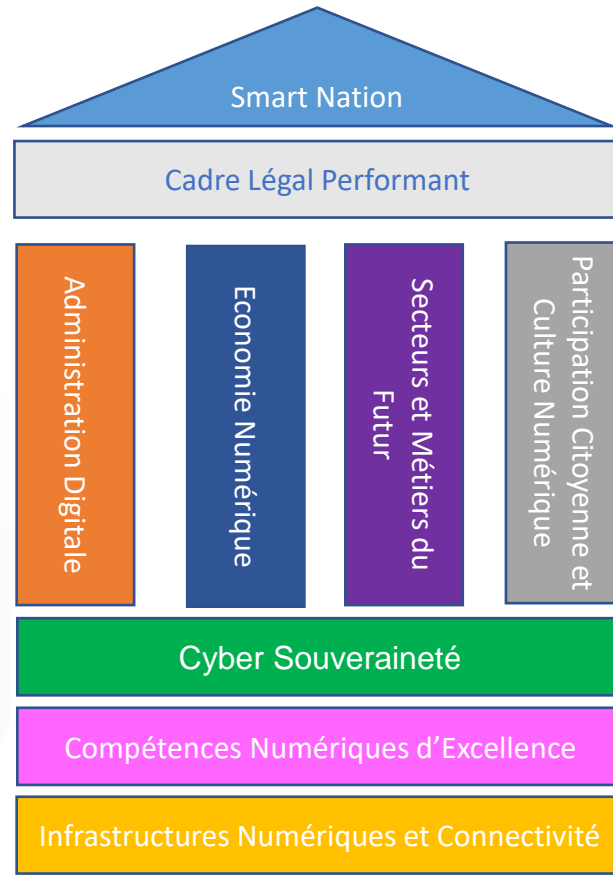 Smart Nation
Cadre Légal Performant
Administration Digitale
Economie Numérique
Secteurs et Métiers du
Futur
Participation Citoyenne et
Culture Numérique
Cyber Souveraineté
Compétences Numériques d’Excellence
Infrastructures Numériques et Connectivité